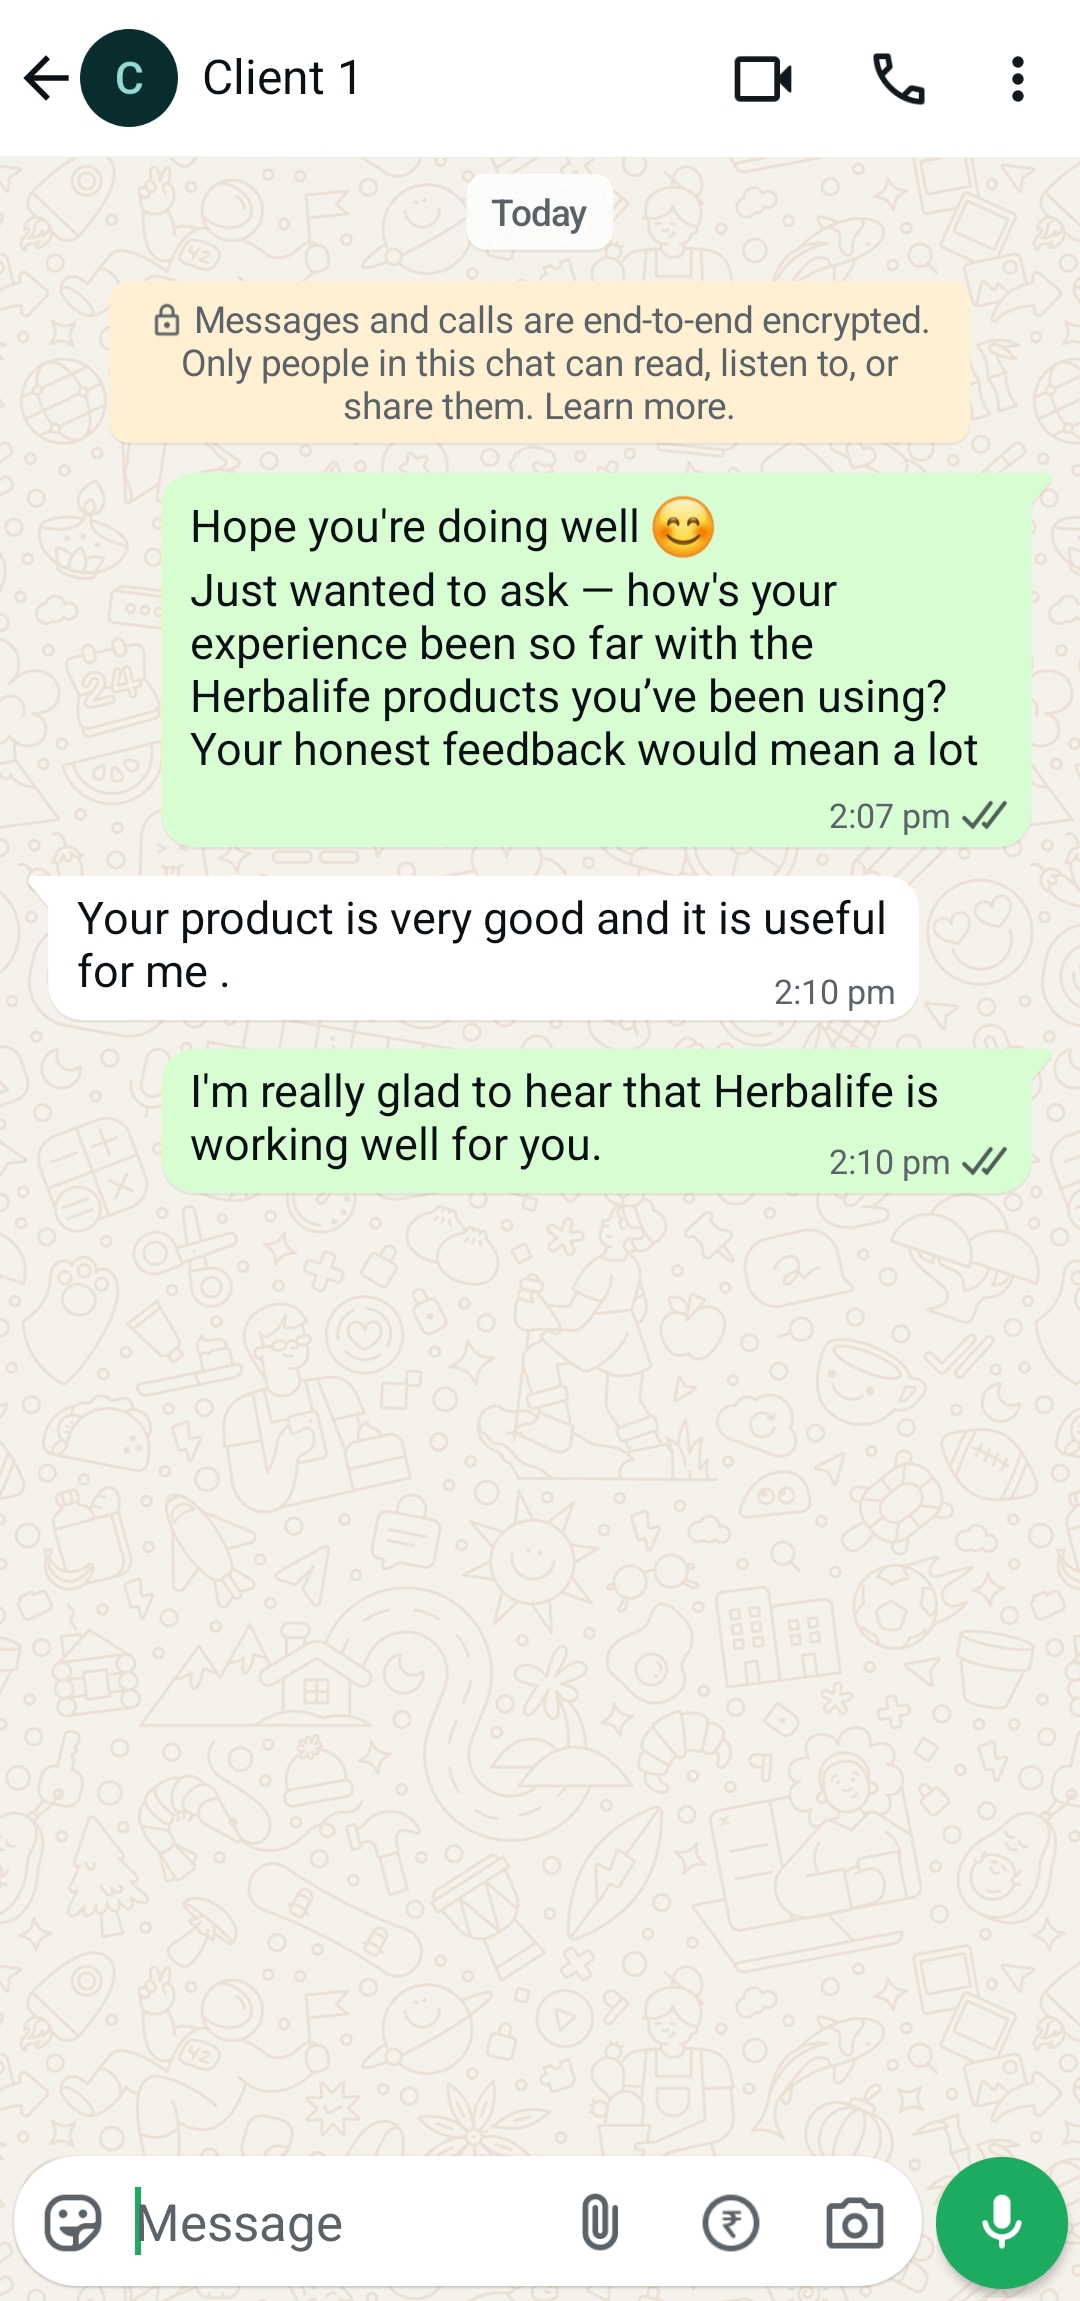 C
Client 1
Today
Messages and calls are end-to-end encrypted.
Only people in this chat can read, listen to, or
share them. Learn more.
Hope you're doing well 😊
Just wanted to ask — how's your
experience been so far with the
Herbalife products you’ve been using?
Your honest feedback would mean a lot
2:07 pm
Your product is very good and it is useful
for me .
2:10 pm
I'm really glad to hear that Herbalife is
working well for you.
2:10 pm
Message
₹